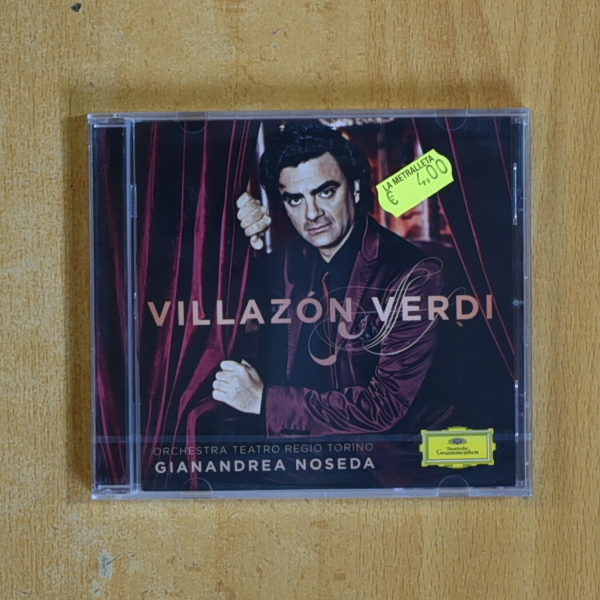 LA METRALLETA
€ 4,00
VILLAZÓN VERDI
ORCHESTRA TEATRO REGIO TORINO
GIANANDREA NOSEDA
Deutsche
Grammophon